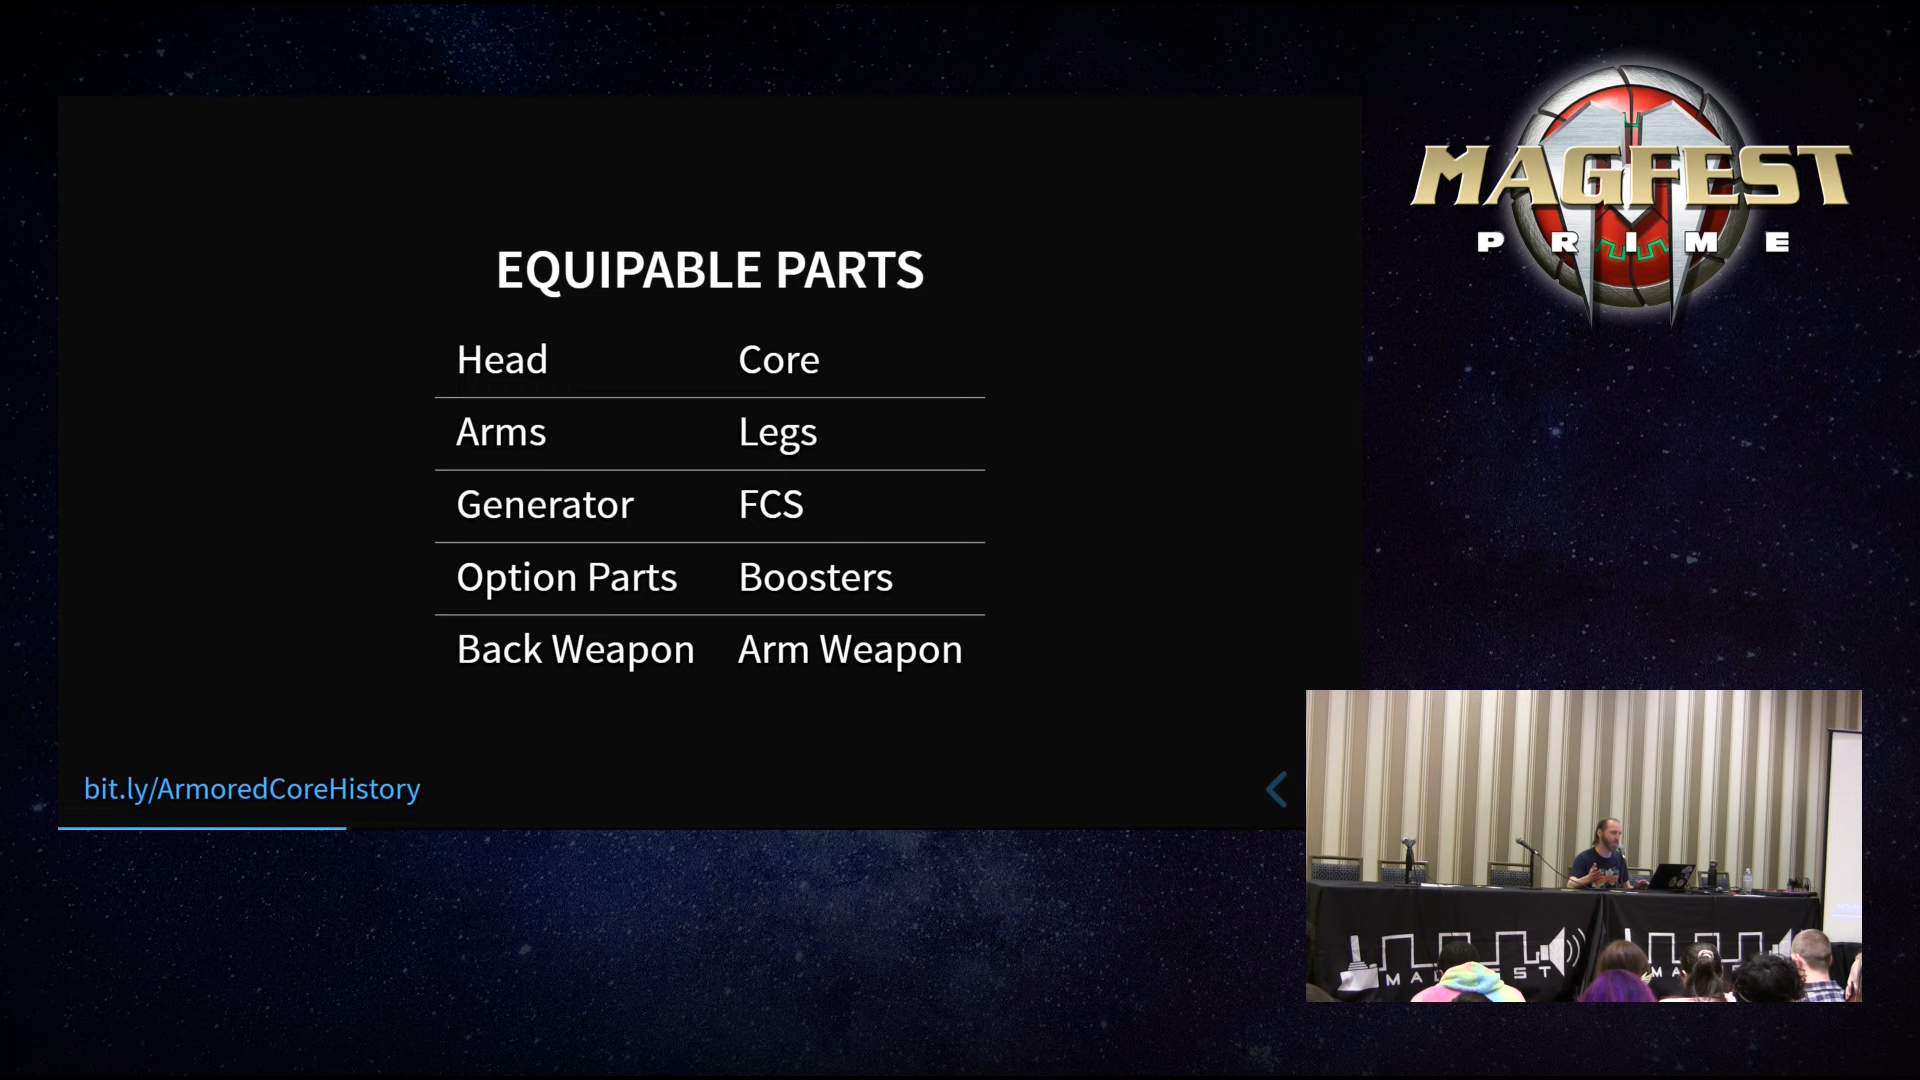 MAGFEST
PRIME
EQUIPABLE PARTS
Head Core
Arms Legs
Generator FCS
Option Parts Boosters
Back Weapon Arm Weapon
bit.ly/ArmoredCoreHistory